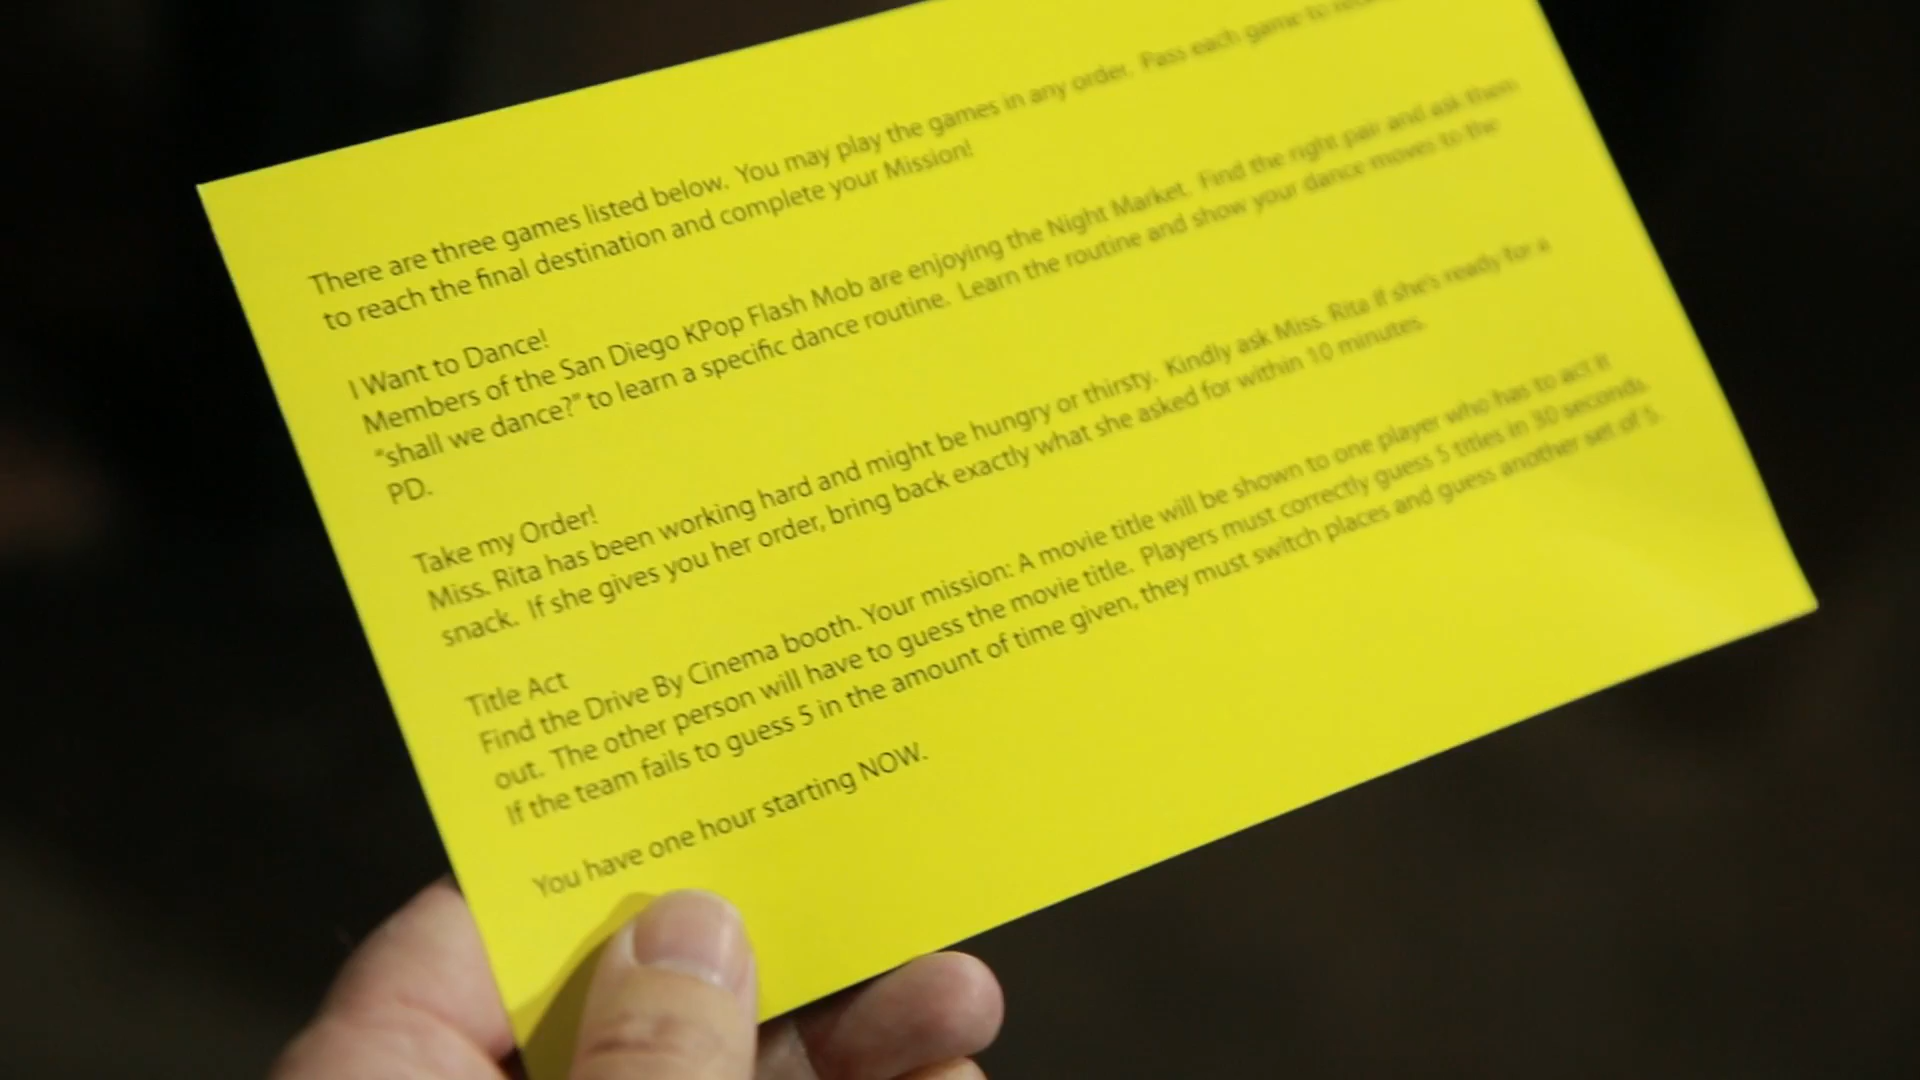 There are three games listed below. You may play the games in any order. Pass each game to
to reach the final destination and complete your Mission!
I Want to Dance!
Members of the San Diego KPop Flash Mob are enjoying the Night Market. Find the right pair and ask them
"shall we dance?" to learn a specific dance routine. Learn the routine and show your dance moves to the
PD.
Take my Order!
Miss. Rita has been working hard and might be hungry or thirsty. Kindly ask Miss. Rita if she's ready for a
snack. If she gives you her order, bring back exactly what she asked for within 10 minutes.
Title Act
Find the Drive By Cinema booth. Your mission: A movie title will be shown to one player who has to act it
out. The other person will have to guess the movie title. Players must correctly guess 5 titles in 30 seconds.
If the team fails to guess 5 in the amount of time given, they must switch places and guess another set of 5.
You have one hour starting NOW.